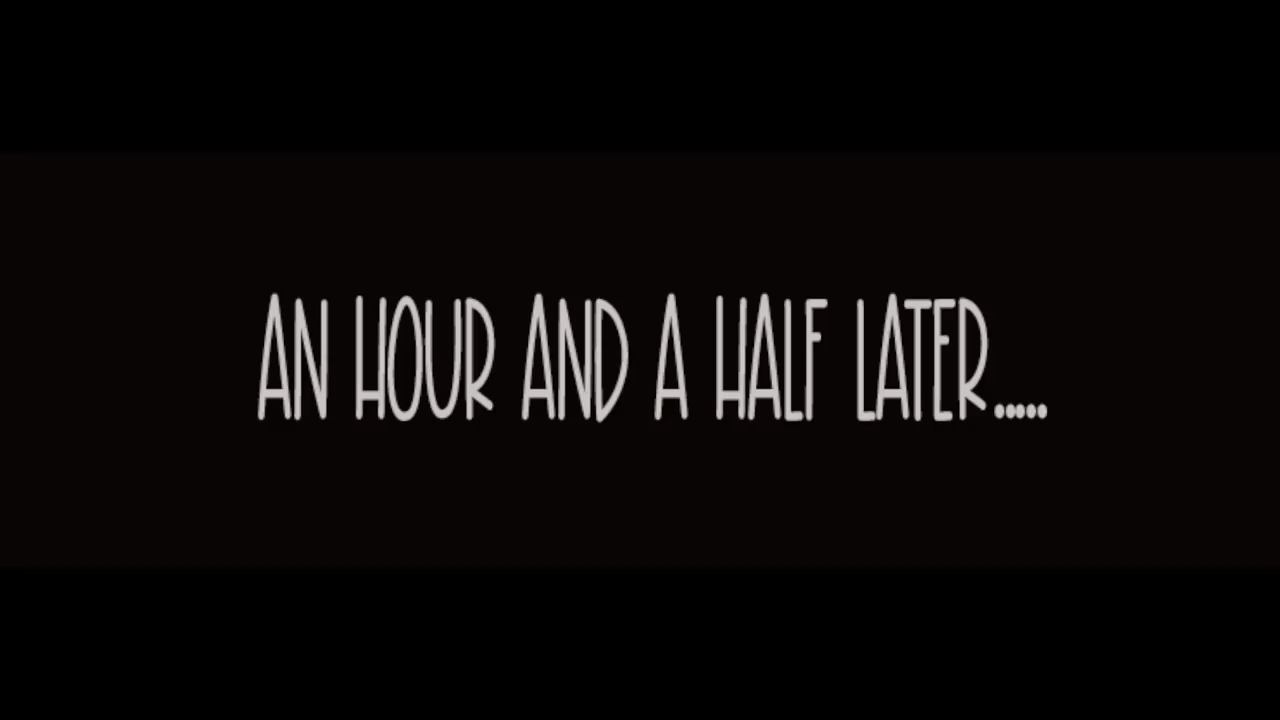 AN HOUR AND A HALF LATER.....